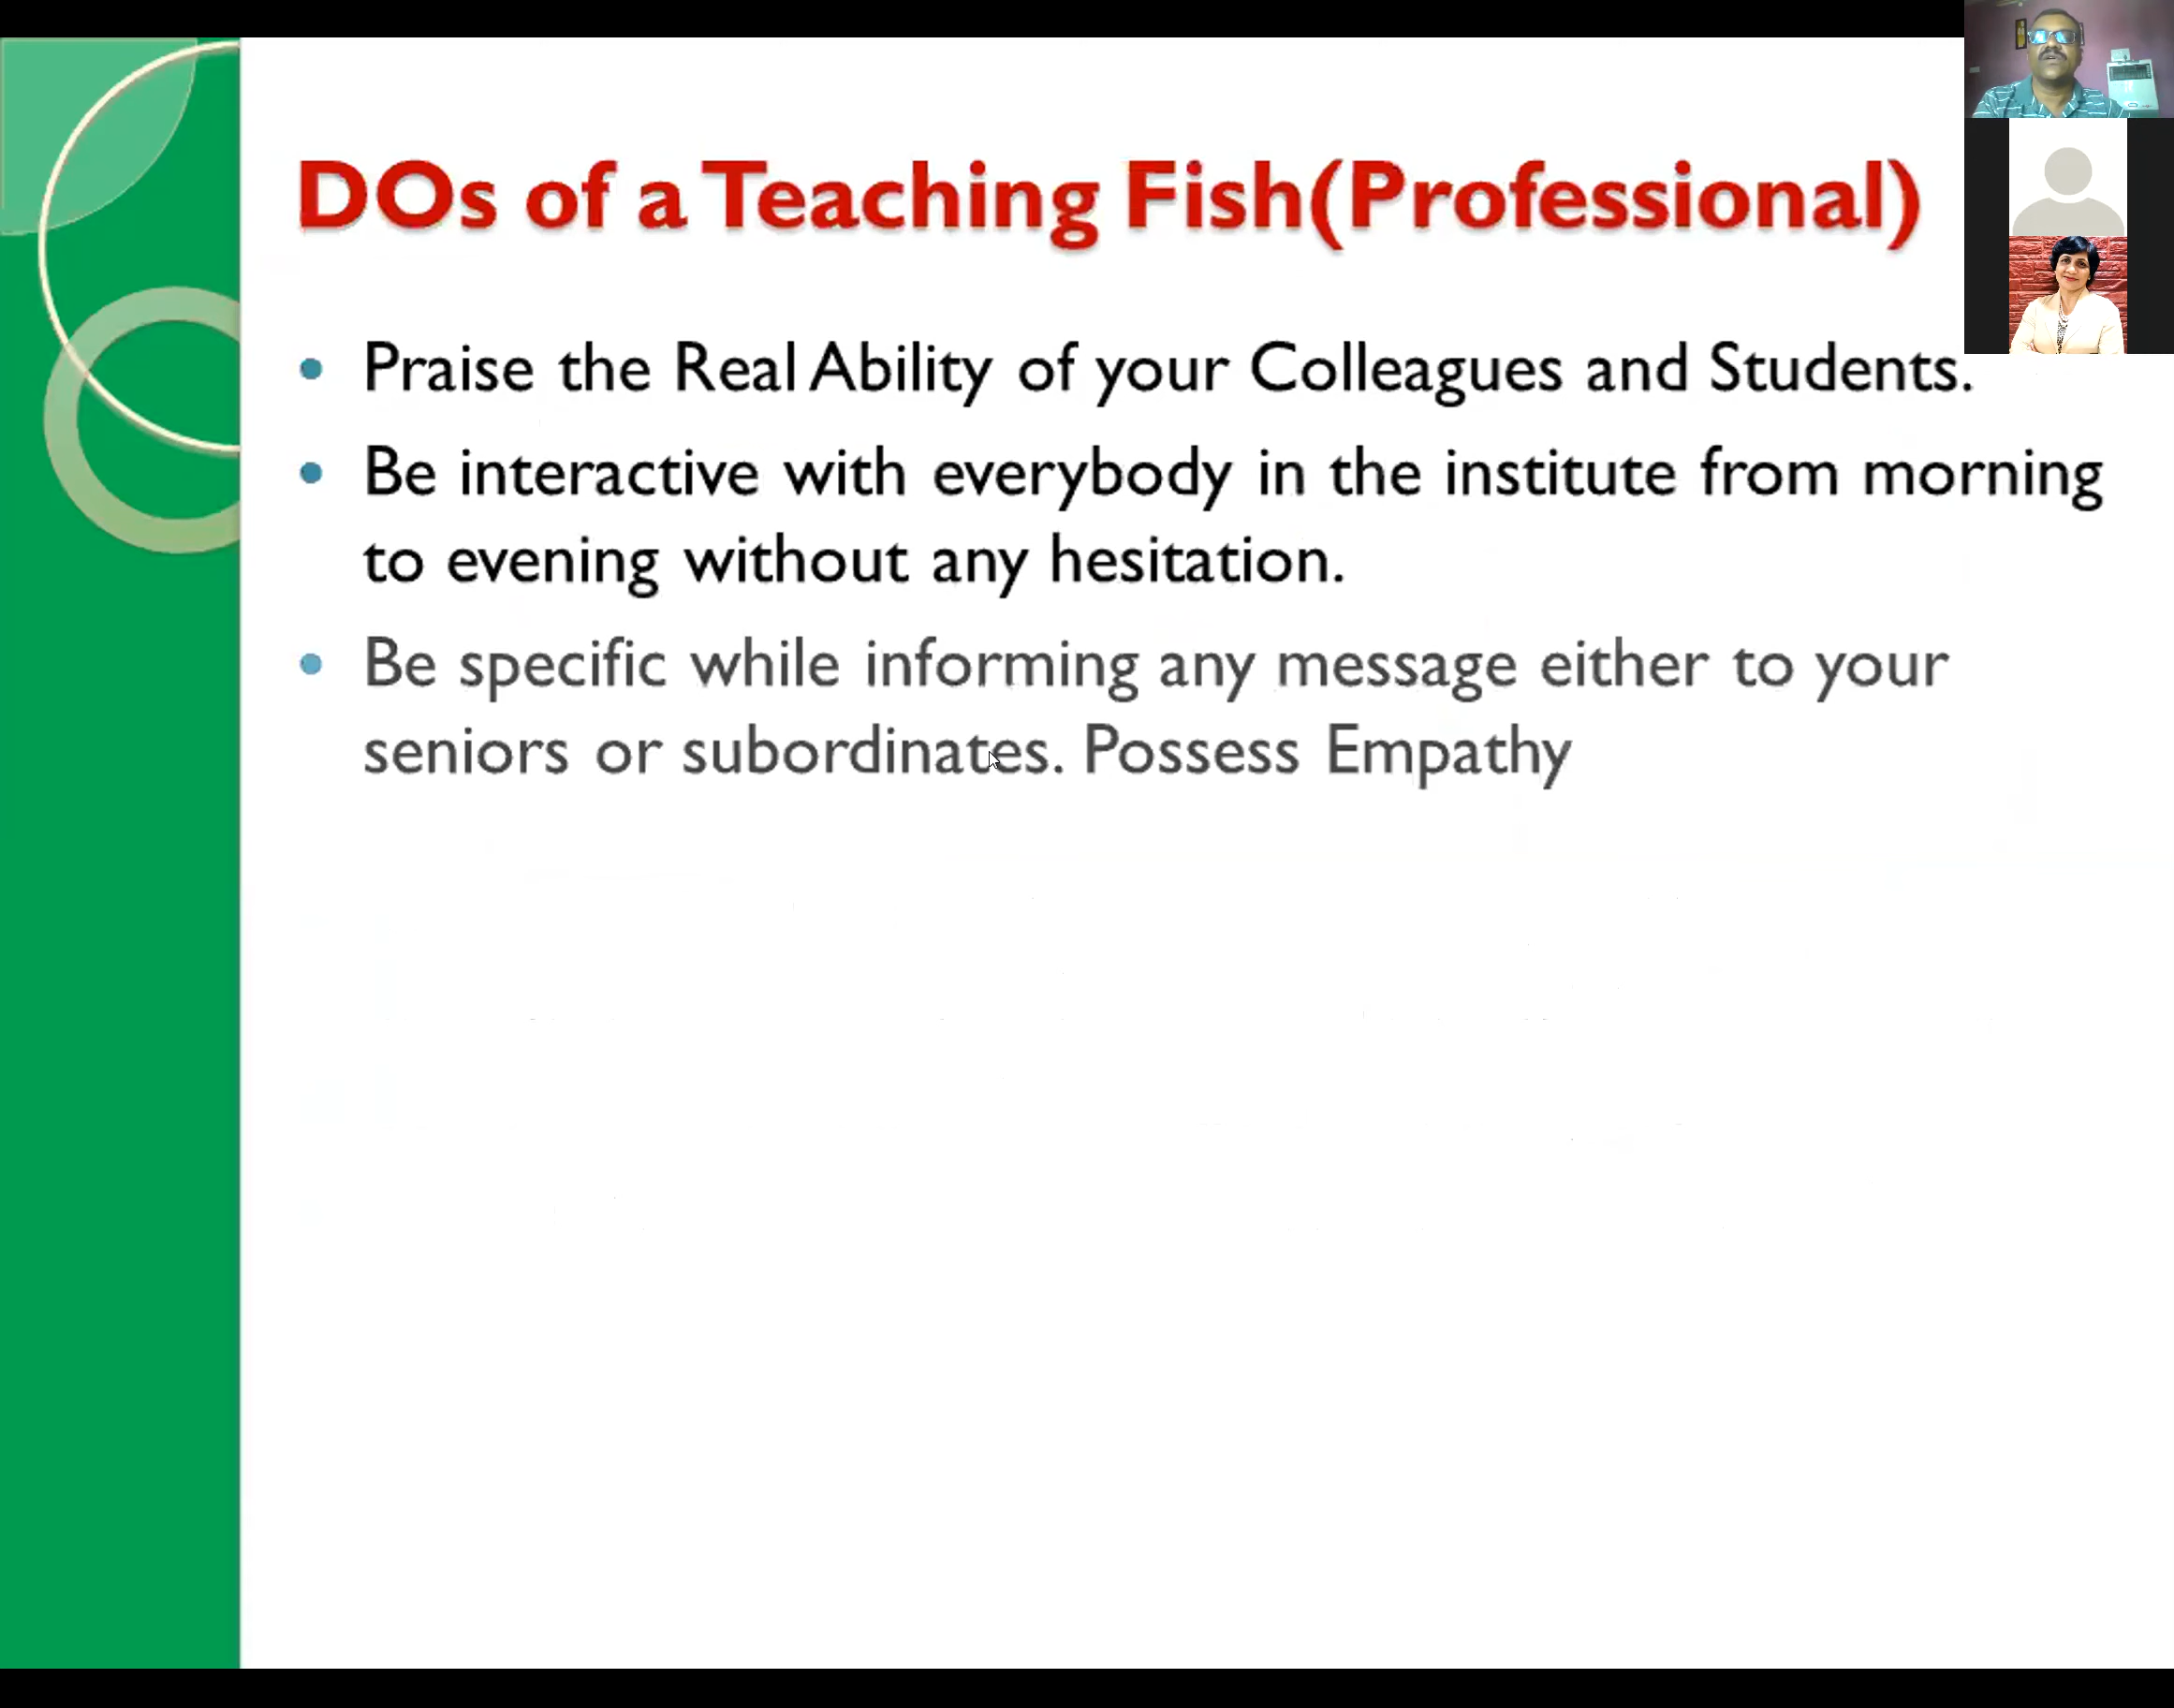 DOs of a Teaching Fish(Professional)
• Praise the Real Ability of your Colleagues and Students.
• Be interactive with everybody in the institute from morning
to evening without any hesitation.
• Be specific while informing any message either to your
seniors or subordinates. Possess Empathy